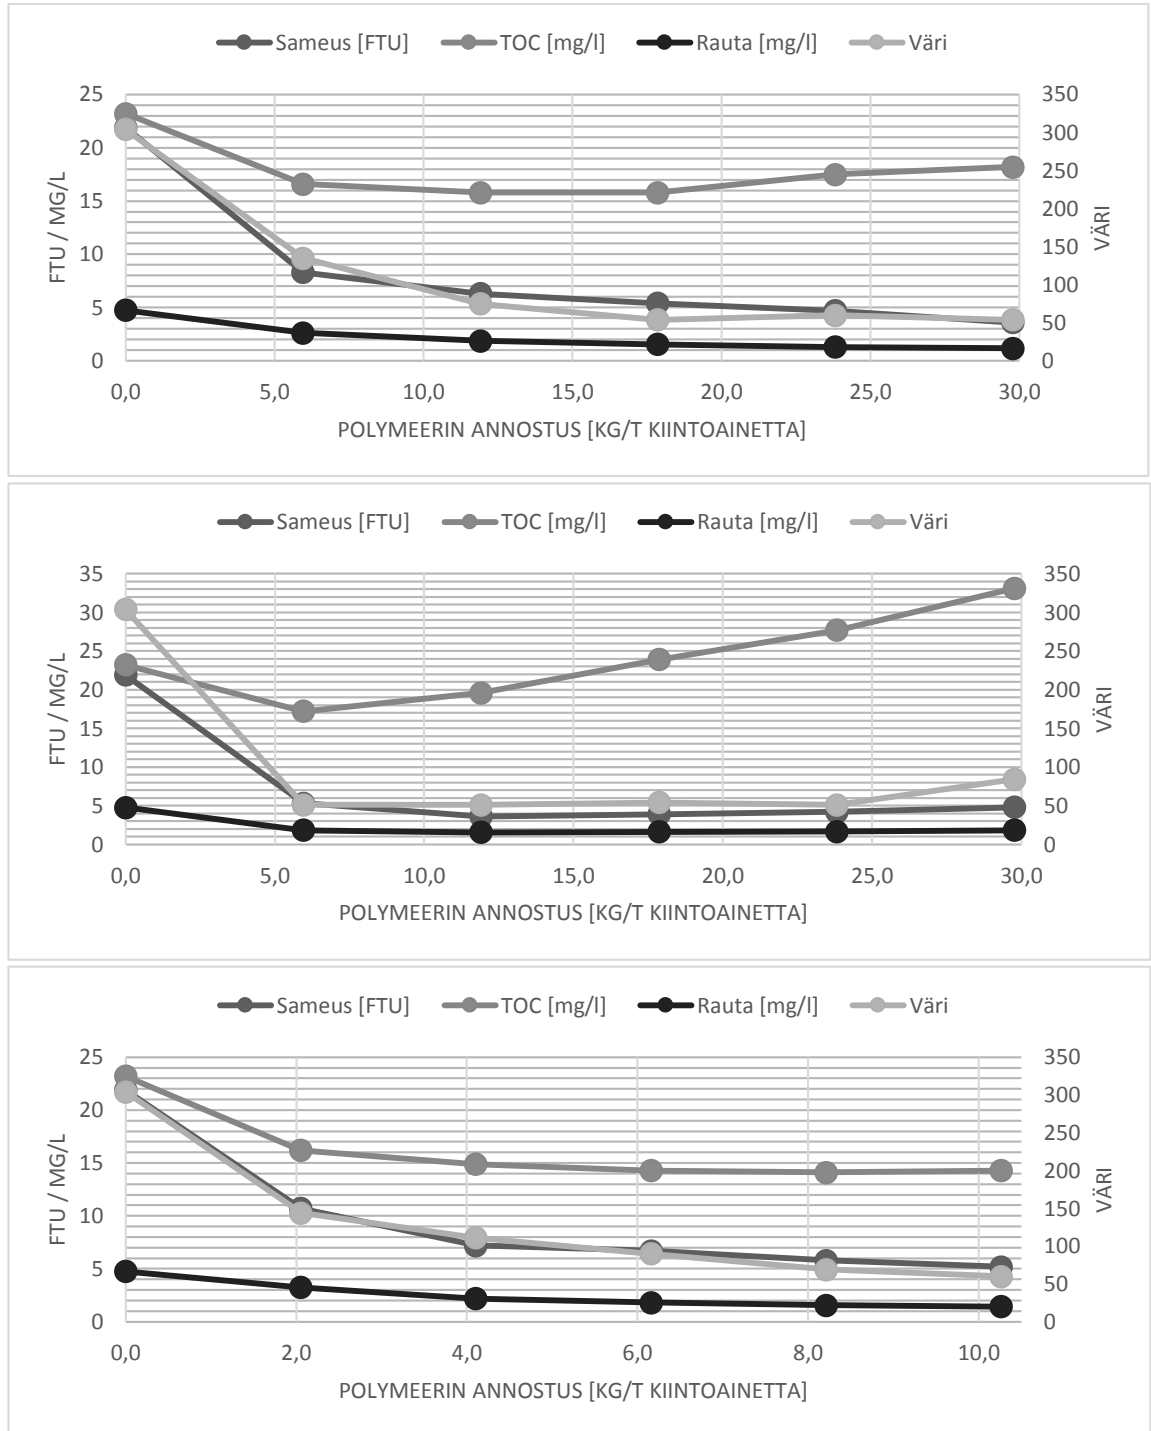 Sameus [FTU] TOC [mg/l] Rauta [mg/l] Väri
25 350
20 300
15 250
10 200
5 150
0 100
50
0
FTU / MG/L
VÄRI
0,0 5,0 10,0 15,0 20,0 25,0 30,0
POLYMEERIN ANNOSTUS [KG/T KIINTOAINETTA]
Sameus [FTU] TOC [mg/l] Rauta [mg/l] Väri
35 350
30 300
25 250
20 200
15 150
10 100
5 50
0 0
FTU / MG/L
VÄRI
0,0 5,0 10,0 15,0 20,0 25,0 30,0
POLYMEERIN ANNOSTUS [KG/T KIINTOAINETTA]
Sameus [FTU] TOC [mg/l] Rauta [mg/l] Väri
25 350
20 300
15 250
10 200
5 150
0 100
50
0
FTU / MG/L
VÄRI
0,0 2,0 4,0 6,0 8,0 10,0
POLYMEERIN ANNOSTUS [KG/T KIINTOAINETTA]